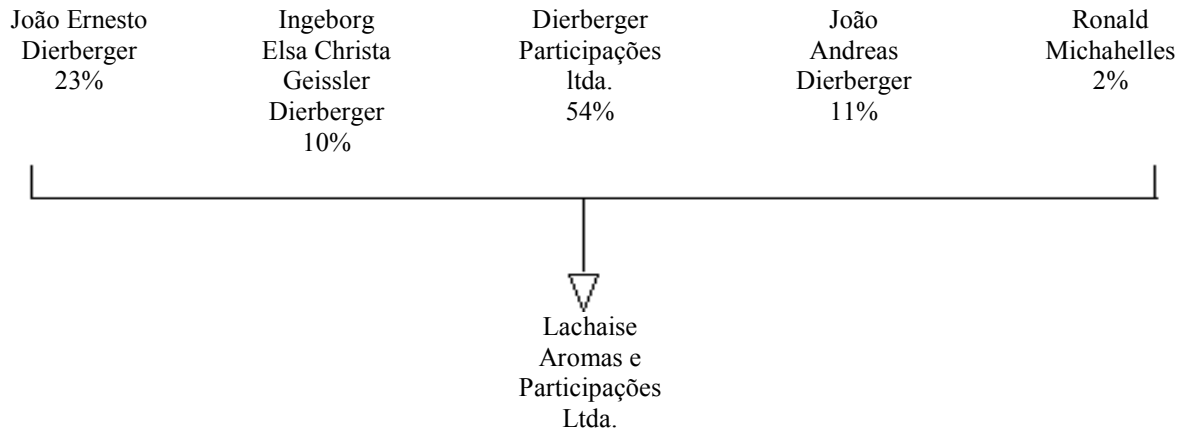 João Ernesto
Dierberger
23%
Ingeborg
Elsa Christa
Geissler
Dierberger
10%
Dierberger
Participações
ltda.
54%
João
Andreas
Dierberger
11%
Ronald
Michahelles
2%
Lachaise
Aromas e
Participações
Ltda.